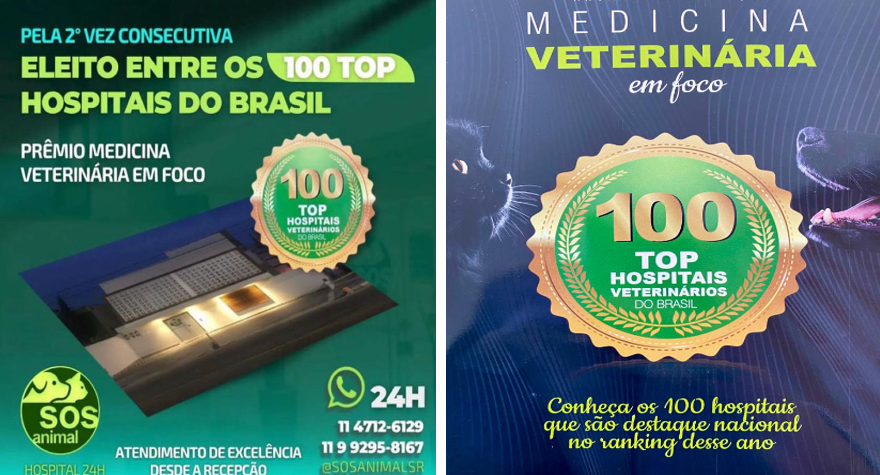 PELA 2° VEZ CONSECUTIVA
ELEITO ENTRE OS 100 TOP
HOSPITAIS DO BRASIL
PRÊMIO MEDICINA
VETERINÁRIA EM FOCO
100
TOP
HOSPITAIS
VETERINÁRIOS
DO BRASIL
SOS
animal
HOSPITAL 24H
ATENDIMENTO DE EXCELÊNCIA
DESDE A RECEPÇÃO
24H
11 4712-6129
11 9 9295-8167
@SOSANIMALSR
MEDICINA
VETERINÁRIA
em foco
100
TOP
HOSPITAIS
VETERINÁRIOS
DO BRASIL
Conheça os 100 hospitais
que são destaque nacional
no ranking desse ano